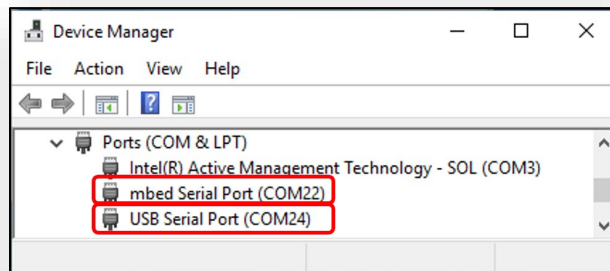 Device Manager
File Action View Help
Ports (COM & LPT)
Intel(R) Active Management Technology - SOL (COM3)
mbed Serial Port (COM22)
USB Serial Port (COM24)